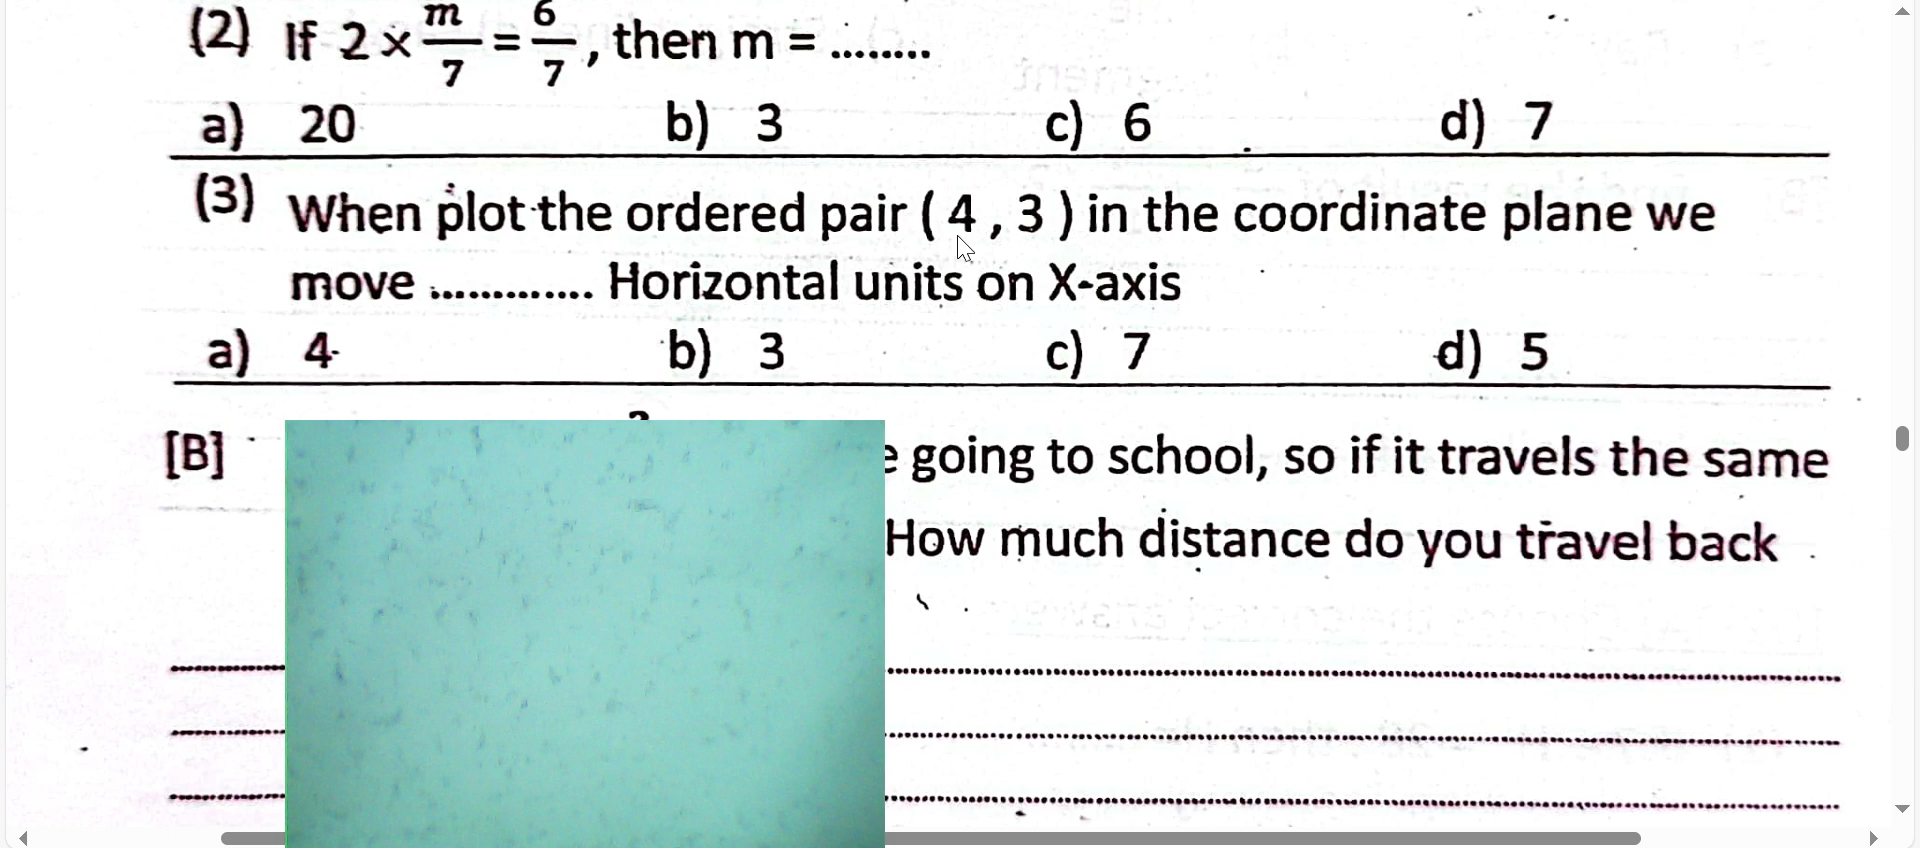 (2) If 2 × m/7 = 6/7 , then m = ........
a) 20 b) 3 c) 6 d) 7
(3) When plot the ordered pair ( 4 , 3 ) in the coordinate plane we
move ............. Horizontal units on X-axis
a) 4 b) 3 c) 7 d) 5
[B] going to school, so if it travels the same
How much distance do you travel back